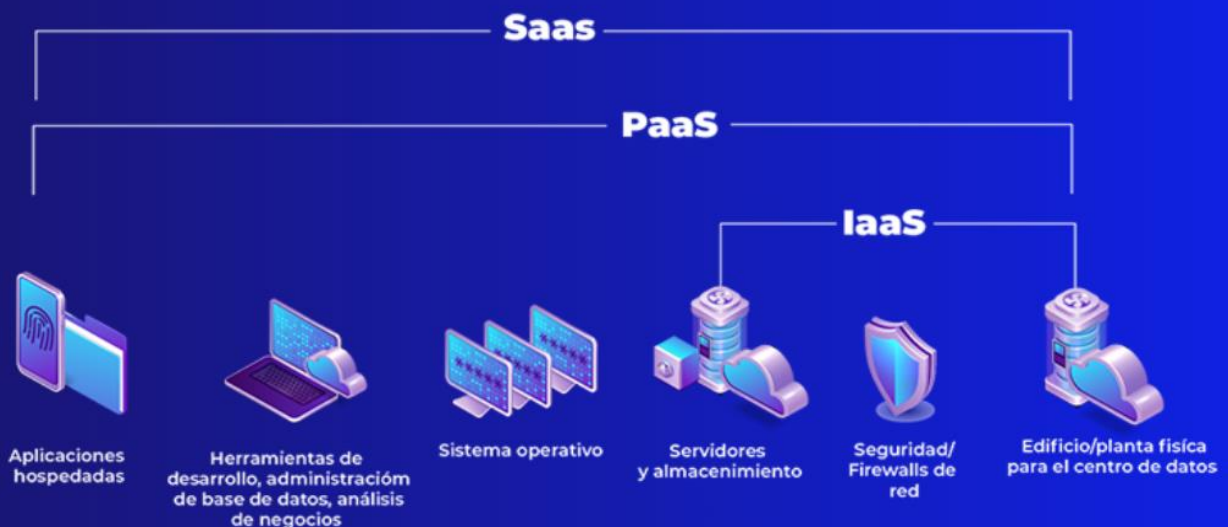 Saas
PaaS
IaaS
Aplicaciones
hospedadas
Herramientas de
desarrollo, administracióm
de base de datos, análisis
de negocios
Sistema operativo
Servidores
y almacenimiento
Seguridad/
Firewalls de
red
Edificio/planta fisíca
para el centro de datos